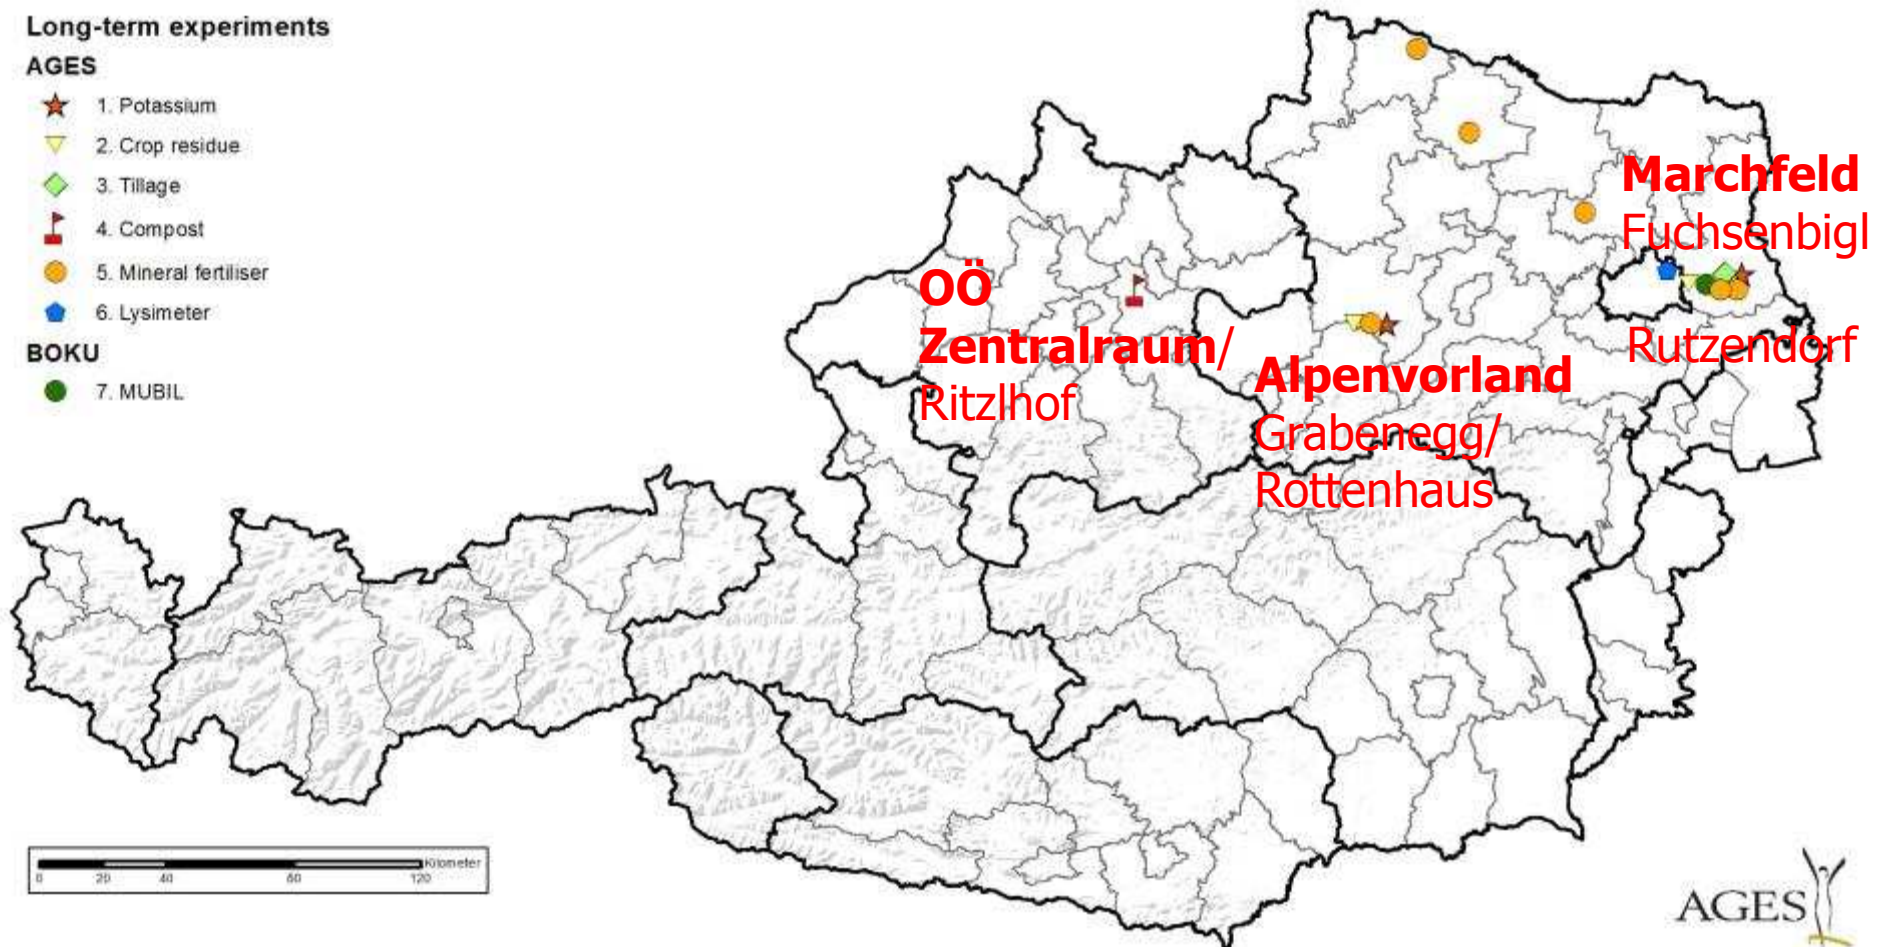 Long-term experiments
AGES
1. Potassium
2. Crop residue
3. Tillage
4. Compost
5. Mineral fertiliser
6. Lysimeter
BOKU
7. MUBIL
Marchfeld
Fuchsenbigl
Rutzendorf
OÖ
Zentralraum/
Ritzlhof
Alpenvorland
Grabenegg/
Rottenhaus
Kilometer
0 20 40 80 120
AGES